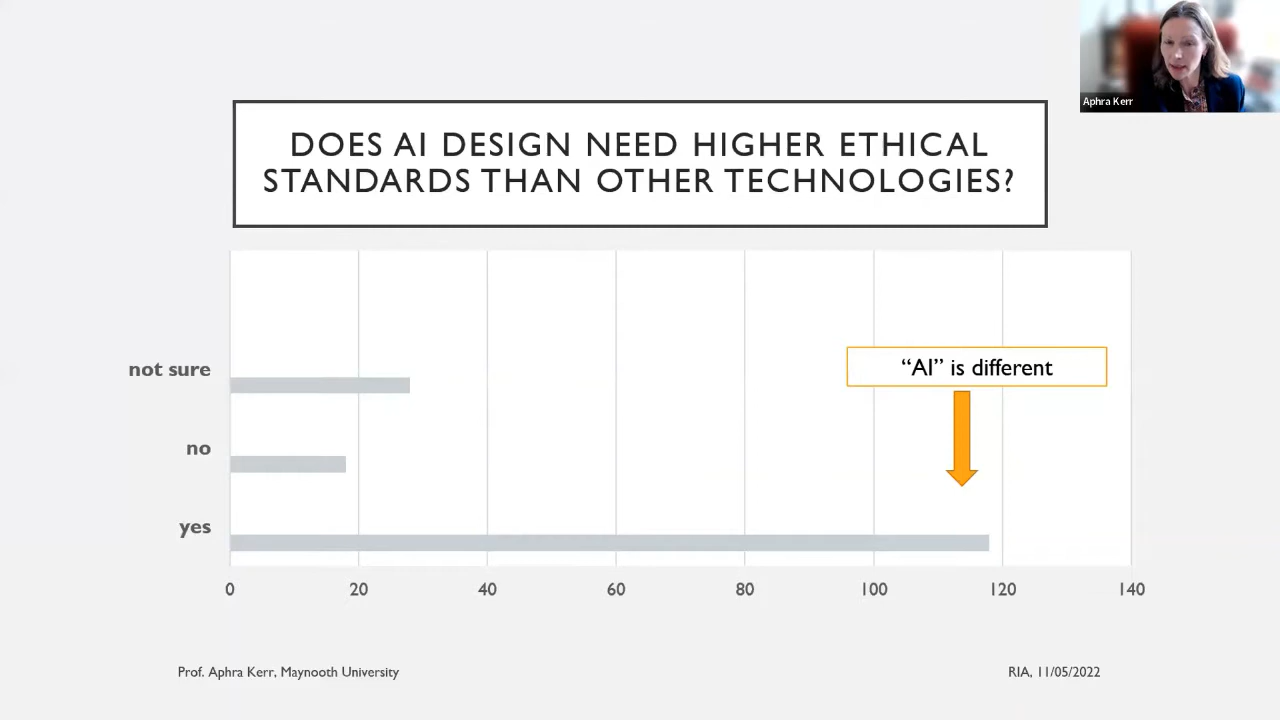 Aphra Kerr
DOES AI DESIGN NEED HIGHER ETHICAL
STANDARDS THAN OTHER TECHNOLOGIES?
not sure
“AI” is different
no
yes
0 20 40 60 80 100 120 140
Prof. Aphra Kerr, Maynooth University
RIA, 11/05/2022